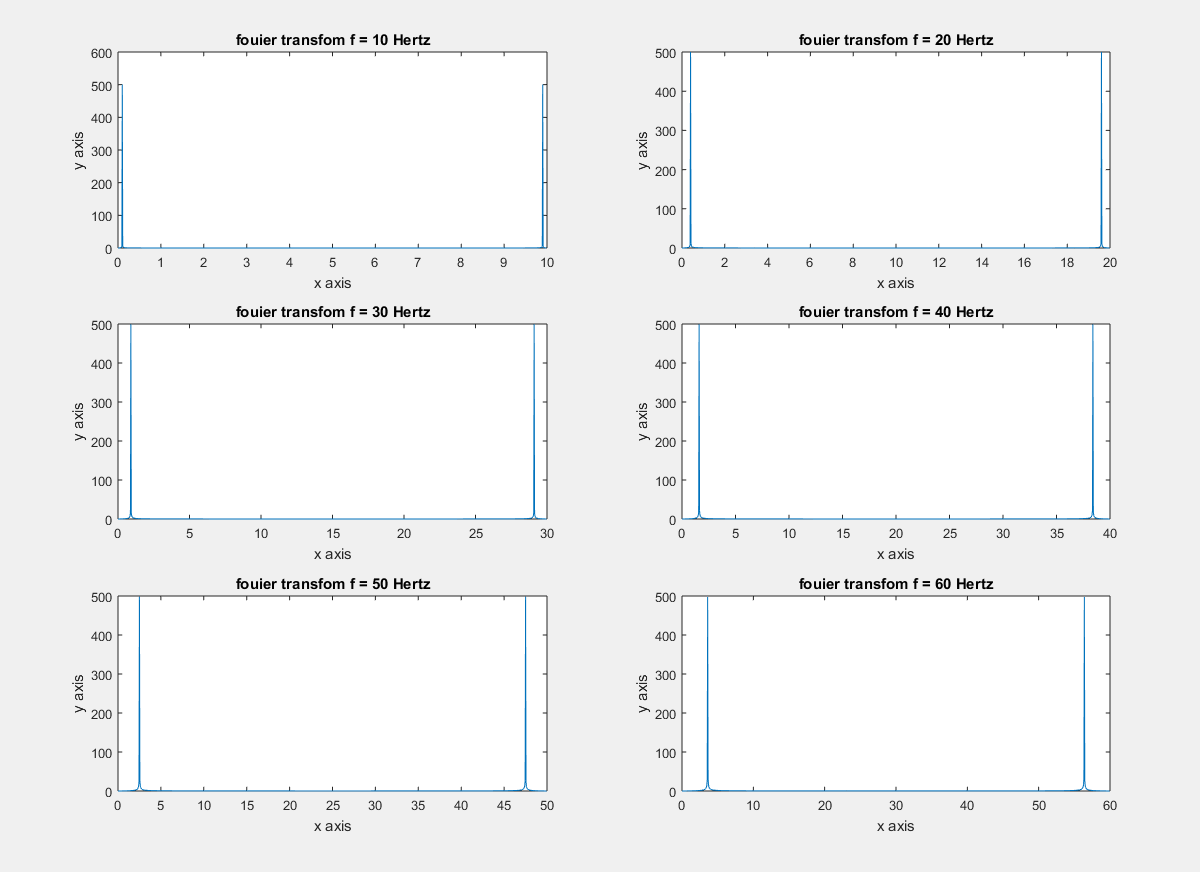 fouier transfom f = 10 Hertz
600
500
400
300
200
100
0
y axis
0 1 2 3 4 5 6 7 8 9 10
x axis
fouier transfom f = 20 Hertz
500
400
300
200
100
0
y axis
0 2 4 6 8 10 12 14 16 18 20
x axis
fouier transfom f = 30 Hertz
500
400
300
200
100
0
y axis
0 5 10 15 20 25 30
x axis
fouier transfom f = 40 Hertz
500
400
300
200
100
0
y axis
0 5 10 15 20 25 30 35 40
x axis
fouier transfom f = 50 Hertz
500
400
300
200
100
0
y axis
0 5 10 15 20 25 30 35 40 45 50
x axis
fouier transfom f = 60 Hertz
500
400
300
200
100
0
y axis
0 10 20 30 40 50 60
x axis